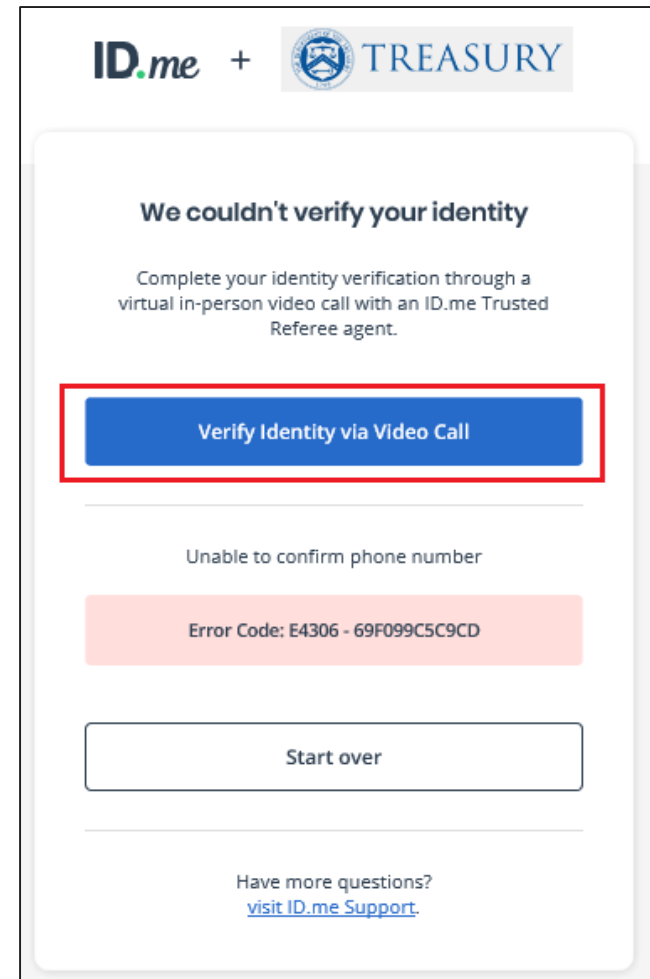 ID.me + TREASURY
We couldn't verify your identity
Complete your identity verification through a
virtual in-person video call with an ID.me Trusted
Referee agent.
Verify Identity via Video Call
Unable to confirm phone number
Error Code: E4306 - 69F099C5C9CD
Start over
Have more questions?
visit ID.me Support.